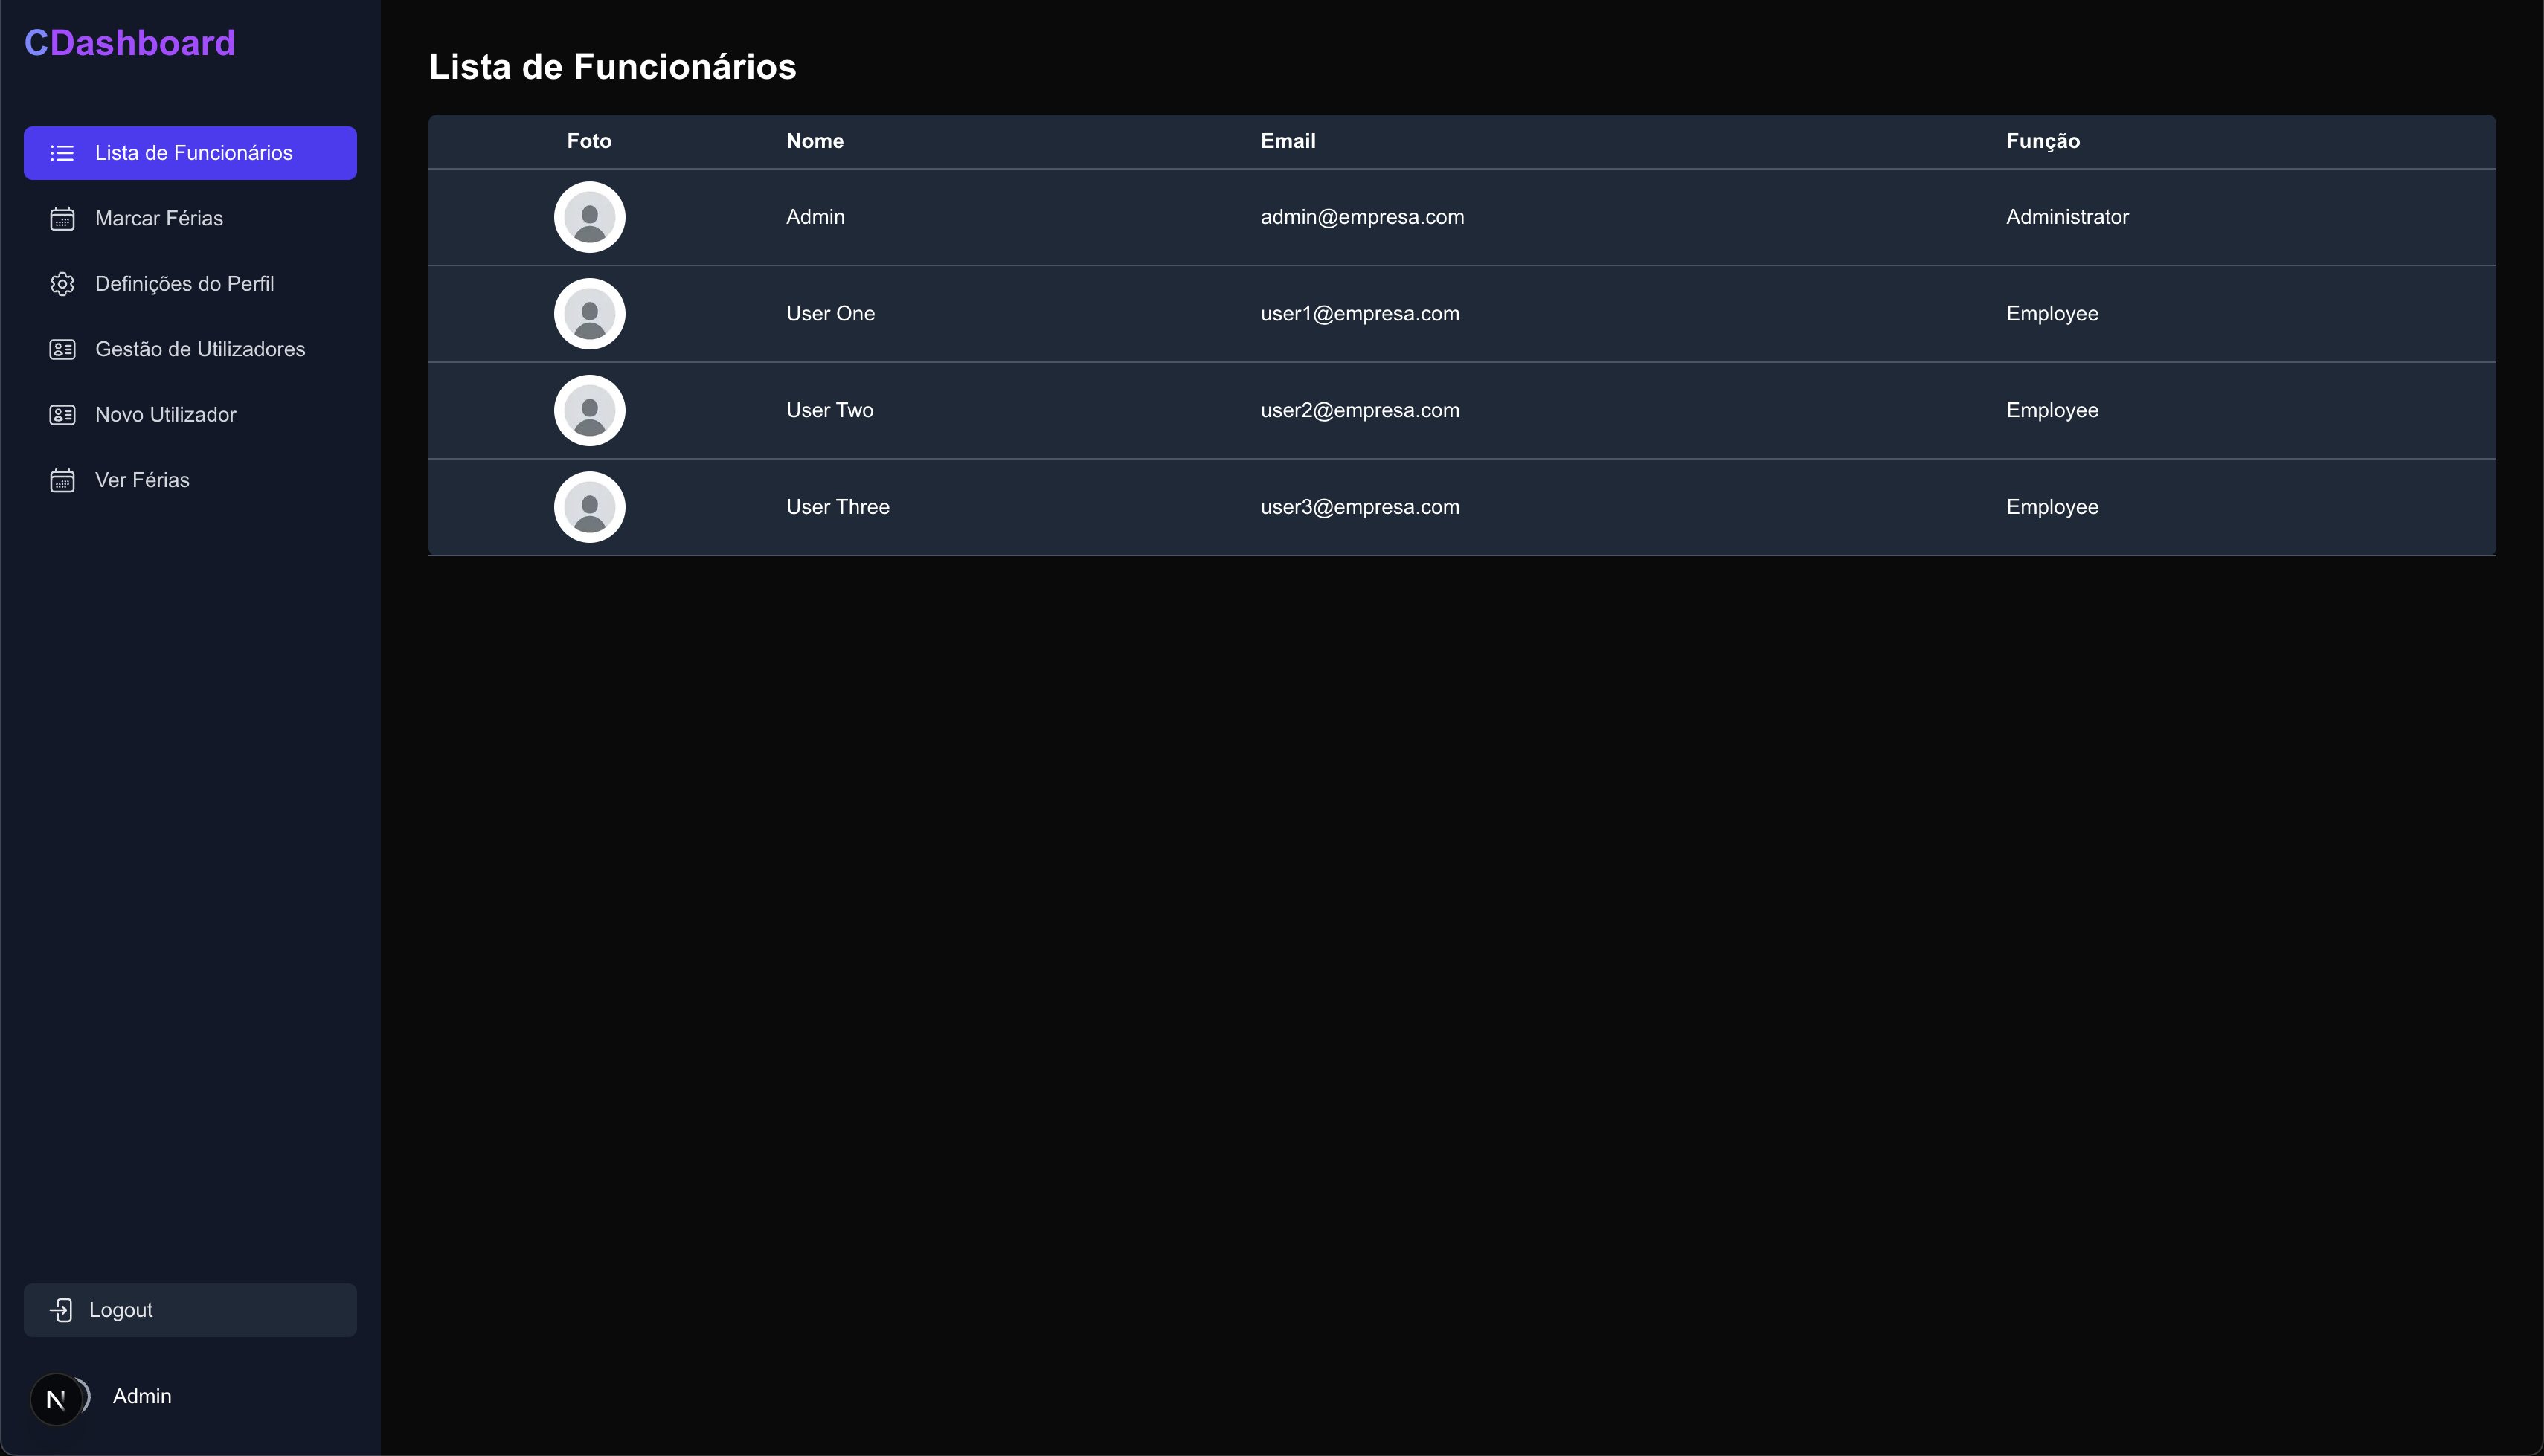 CDashboard
Lista de Funcionários
Marcar Férias
Definições do Perfil
Gestão de Utilizadores
Novo Utilizador
Ver Férias
Logout
N
Admin
Lista de Funcionários
Foto Nome Email Função
Admin admin@empresa.com Administrator
User One user1@empresa.com Employee
User Two user2@empresa.com Employee
User Three user3@empresa.com Employee